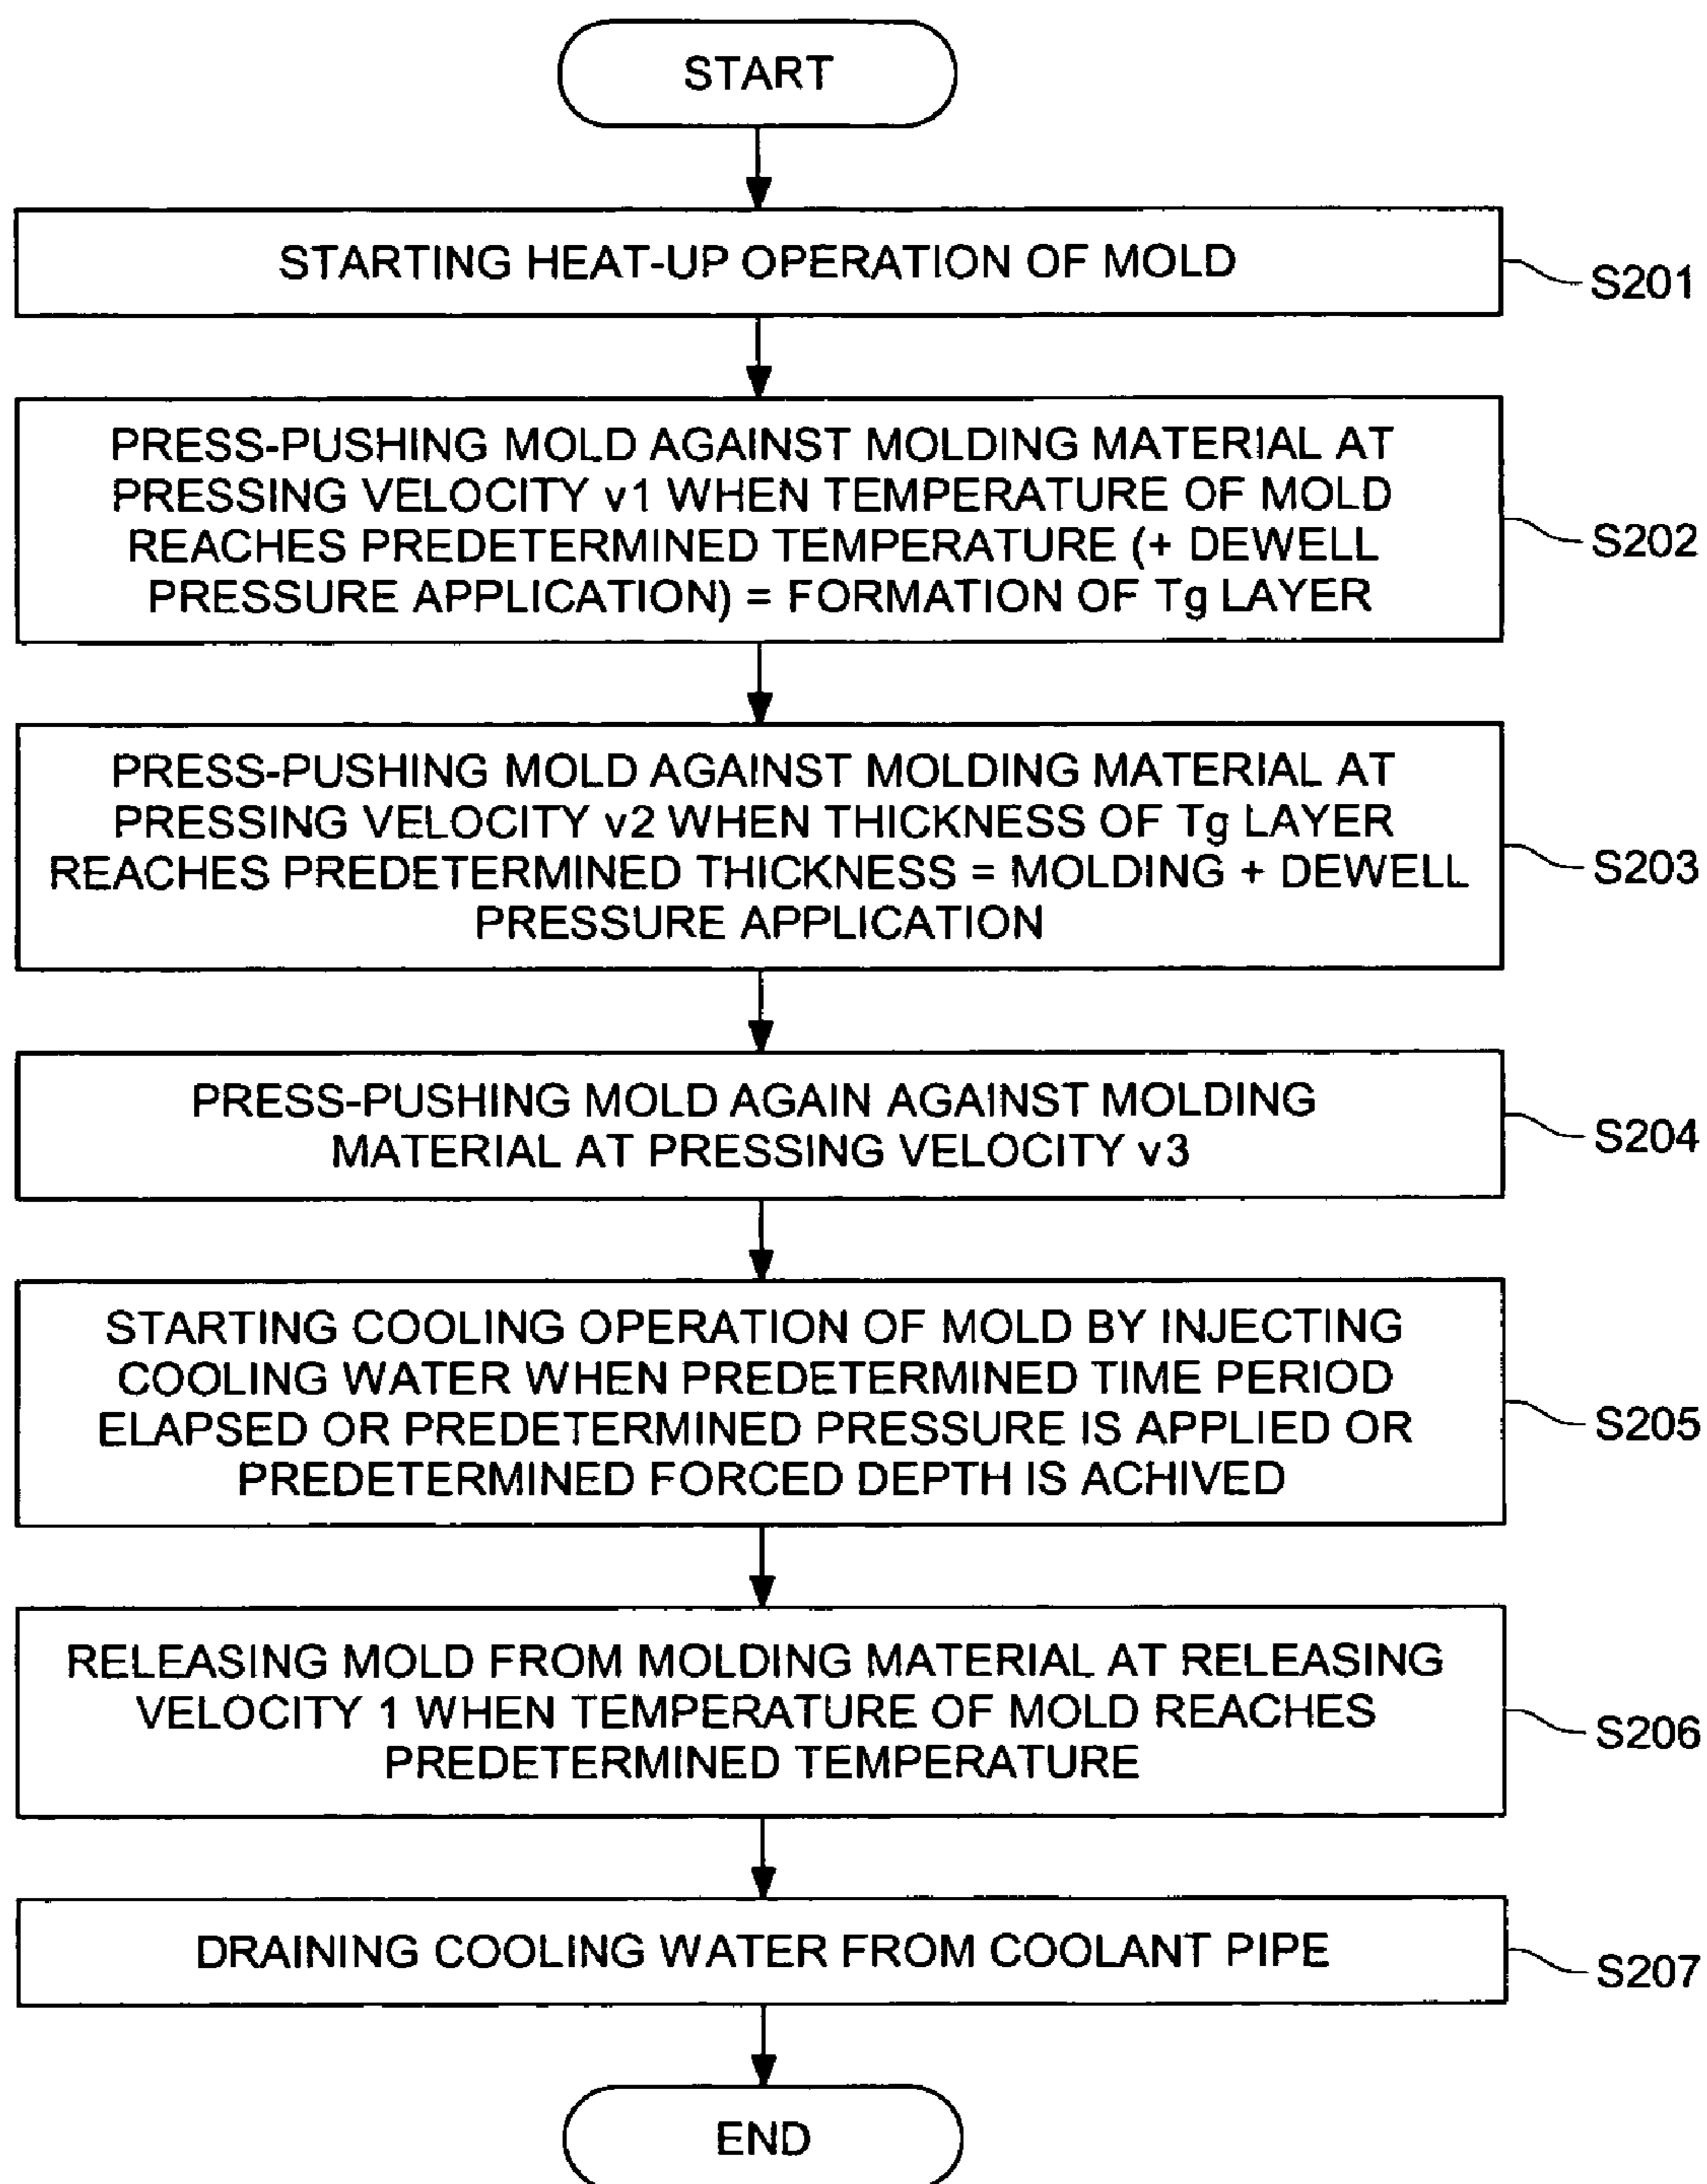 START
STARTING HEAT-UP OPERATION OF MOLD
S201
PRESS-PUSHING MOLD AGAINST MOLDING MATERIAL AT
PRESSING VELOCITY v1 WHEN TEMPERATURE OF MOLD
REACHES PREDETERMINED TEMPERATURE (+ DEWELL
PRESSURE APPLICATION) = FORMATION OF Tg LAYER
S202
PRESS-PUSHING MOLD AGAINST MOLDING MATERIAL AT
PRESSING VELOCITY v2 WHEN THICKNESS OF Tg LAYER
REACHES PREDETERMINED THICKNESS = MOLDING + DEWELL
PRESSURE APPLICATION
S203
PRESS-PUSHING MOLD AGAIN AGAINST MOLDING
MATERIAL AT PRESSING VELOCITY v3
S204
STARTING COOLING OPERATION OF MOLD BY INJECTING
COOLING WATER WHEN PREDETERMINED TIME PERIOD
ELAPSED OR PREDETERMINED PRESSURE IS APPLIED OR
PREDETERMINED FORCED DEPTH IS ACHIVED
S205
RELEASING MOLD FROM MOLDING MATERIAL AT RELEASING
VELOCITY 1 WHEN TEMPERATURE OF MOLD REACHES
PREDETERMINED TEMPERATURE
S206
DRAINING COOLING WATER FROM COOLANT PIPE
S207
END